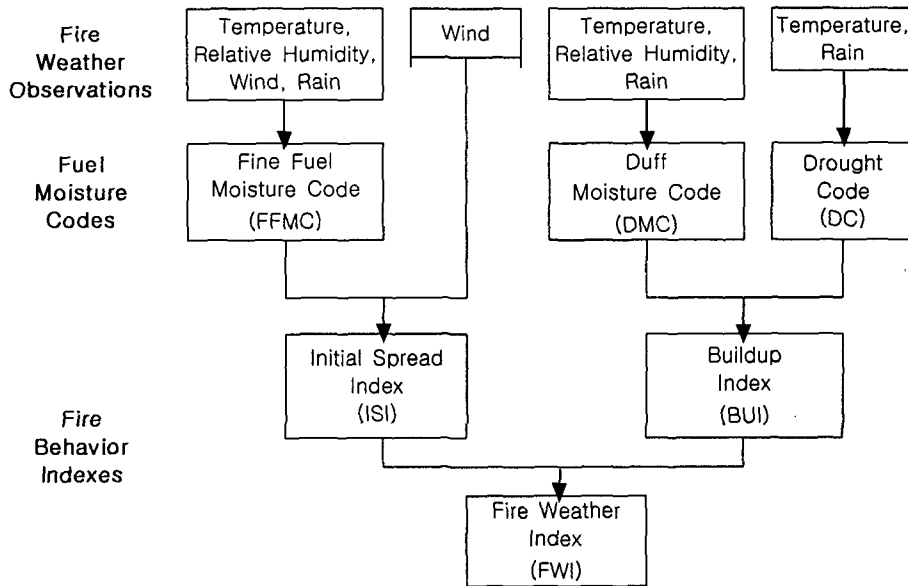 Fire
Weather
Observations
Temperature,
Relative Humidity,
Wind, Rain
Wind
Temperature,
Relative Humidity,
Rain
Temperature,
Rain
Fuel
Moisture
Codes
Fine Fuel
Moisture Code
(FFMC)
Duff
Moisture Code
(DMC)
Drought
Code
(DC)
Fire
Behavior
Indexes
Initial Spread
Index
(ISI)
Buildup
Index
(BUI)
Fire Weather
Index
(FWI)